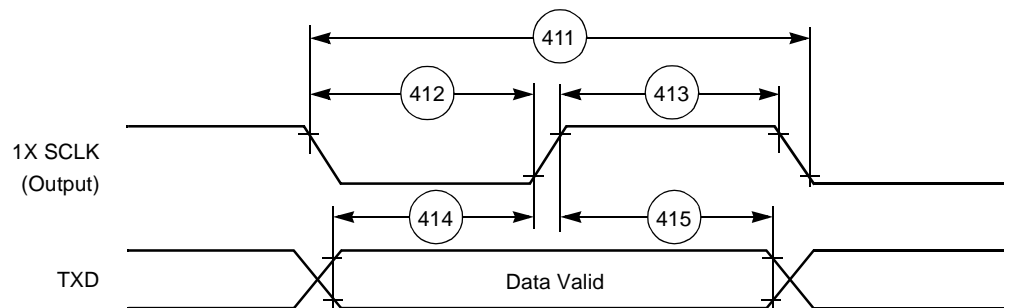 411
412
413
1X SCLK
(Output)
414
415
TXD
Data Valid